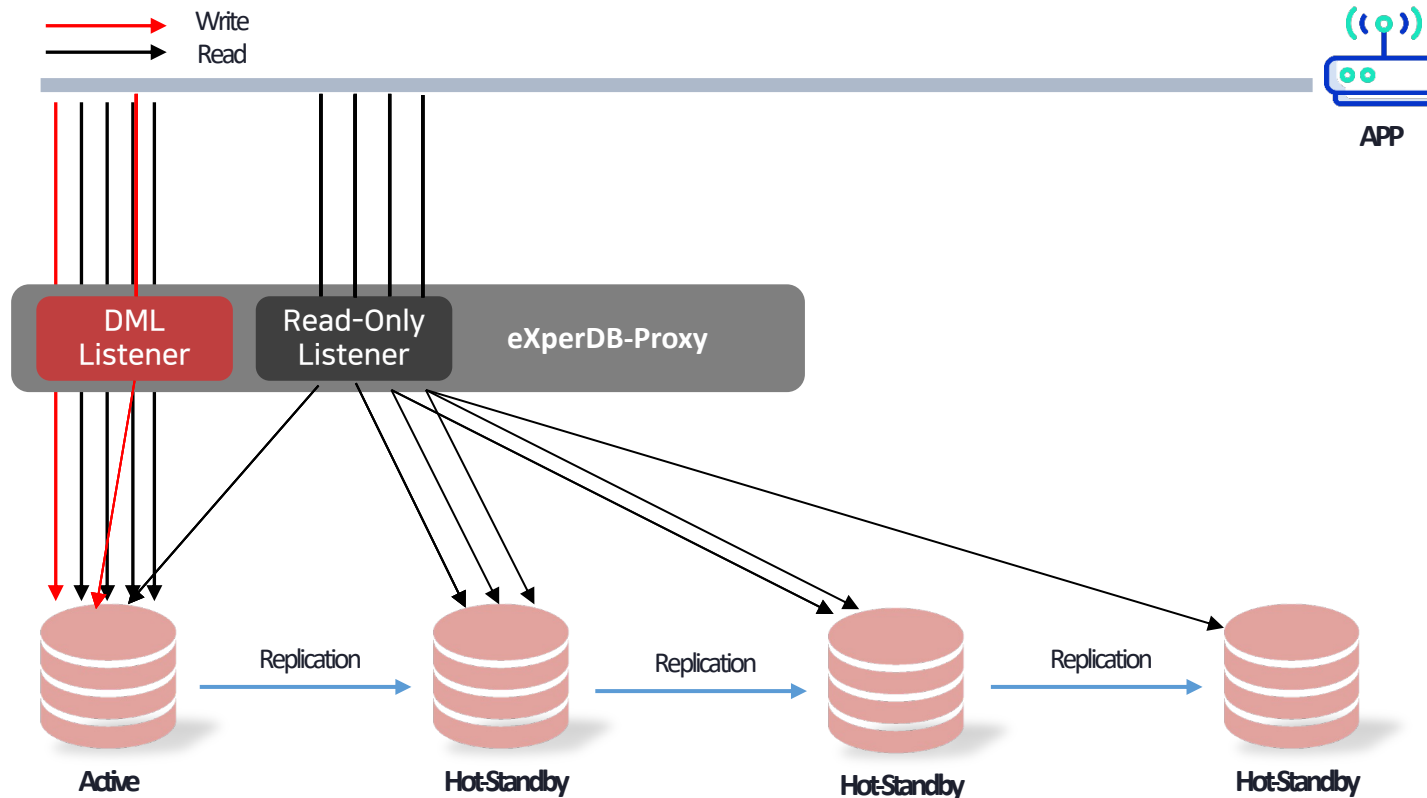 Write
Read
APP
DML
Listener
Read-Only
Listener
eXperDB-Proxy
Replication
Replication
Replication
Active
Hot-Standby
Hot-Standby
Hot-Standby